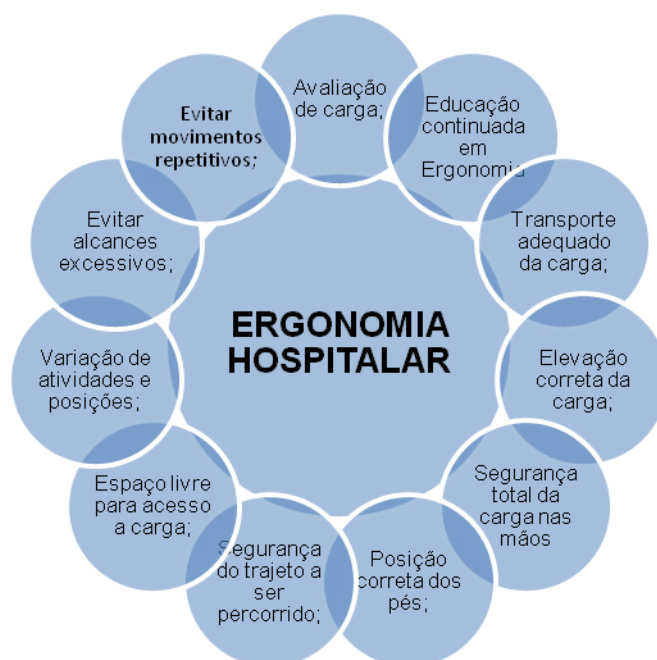 Avaliação
de carga;
Educação
continuada
em
Ergonomia
Transporte
adequado
da carga;
Elevação
correta da
carga;
Segurança
total da
carga nas
mãos
Posição
correta dos
pés;
Segurança
do trajeto a
ser
percorrido;
Espaço livre
para acesso
a carga;
Variação de
atividades e
posições;
Evitar
alcances
excessivos;
Evitar
movimentos
repetitivos;
ERGONOMIA
HOSPITALAR